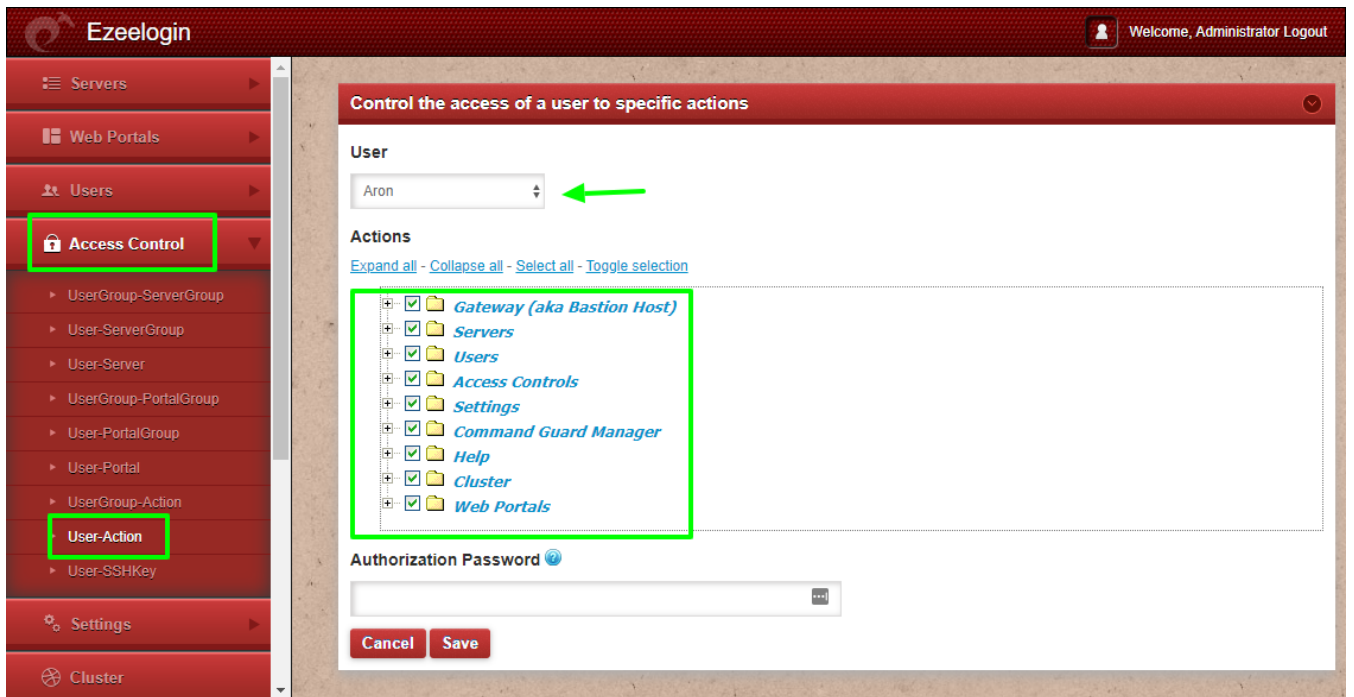 Ezeelogin
Welcome, Administrator Logout
Servers
Web Portals
Users
Access Control
UserGroup-ServerGroup
User-ServerGroup
User-Server
UserGroup-PortalGroup
User-PortalGroup
User-Portal
UserGroup-Action
User-Action
User-SSHKey
Settings
Cluster
Control the access of a user to specific actions
User
Aron
Actions
Expand all - Collapse all - Select all - Toggle selection
Gateway (aka Bastion Host)
Servers
Users
Access Controls
Settings
Command Guard Manager
Help
Cluster
Web Portals
Authorization Password
Cancel Save